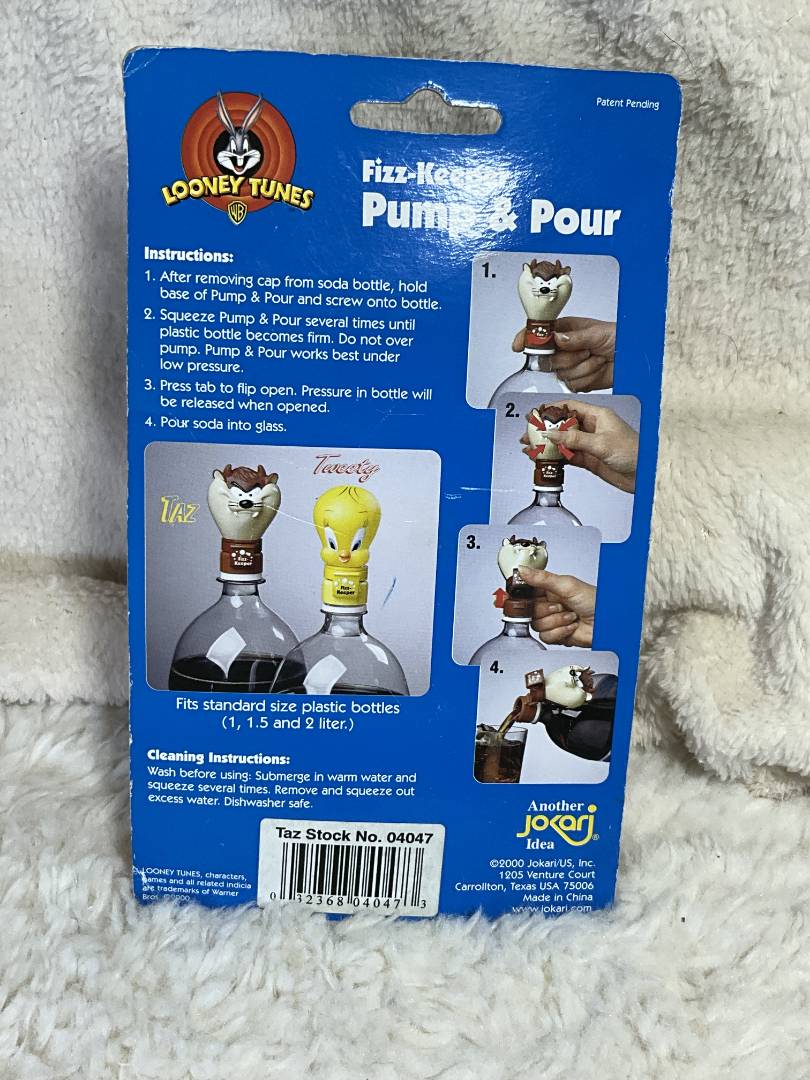 Patent Pending
LOONEY TUNES
WB
Fizz-Keeper
Pump & Pour
Instructions:
1. After removing cap from soda bottle, hold
base of Pump & Pour and screw onto bottle.
2. Squeeze Pump & Pour several times until
plastic bottle becomes firm. Do not over
pump. Pump & Pour works best under
low pressure.
3. Press tab to flip open. Pressure in bottle will
be released when opened.
4. Pour soda into glass.
1.
2.
3.
4.
TAZ
Tweety
Fizz-
Keeper
Fizz-
Keeper
Fits standard size plastic bottles
(1, 1.5 and 2 liter.)
Cleaning Instructions:
Wash before using: Submerge in warm water and
squeeze several times. Remove and squeeze out
excess water. Dishwasher safe.
Taz Stock No. 04047
0 32368 04047 3
LOONEY TUNES, characters,
names and all related indicia
are trademarks of Warner
Bros. ©2000
Another
Jokari®
Idea
©2000 Jokari/US, Inc.
1205 Venture Court
Carrollton, Texas USA 75006
Made in China
www.jokari.com